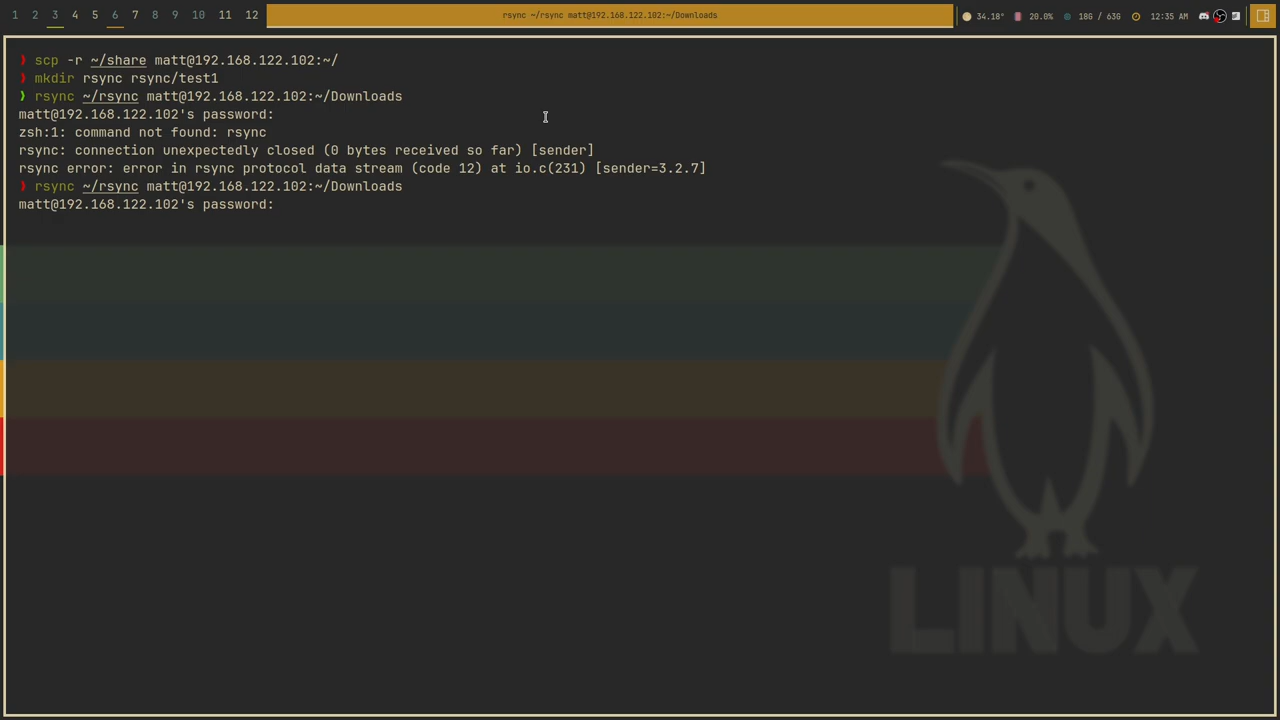 1 2 3 4 5 6 7 8 9 10 11 12 rsync ~/rsync matt@192.168.122.102:~/Downloads 34.18° 20.0% 18G / 63G 12:35 AM
❯ scp -r ~/share matt@192.168.122.102:~/
❯ mkdir rsync rsync/test1
❯ rsync ~/rsync matt@192.168.122.102:~/Downloads
matt@192.168.122.102's password:
zsh:1: command not found: rsync
rsync: connection unexpectedly closed (0 bytes received so far) [sender]
rsync error: error in rsync protocol data stream (code 12) at io.c(231) [sender=3.2.7]
❯ rsync ~/rsync matt@192.168.122.102:~/Downloads
matt@192.168.122.102's password:
LINUX